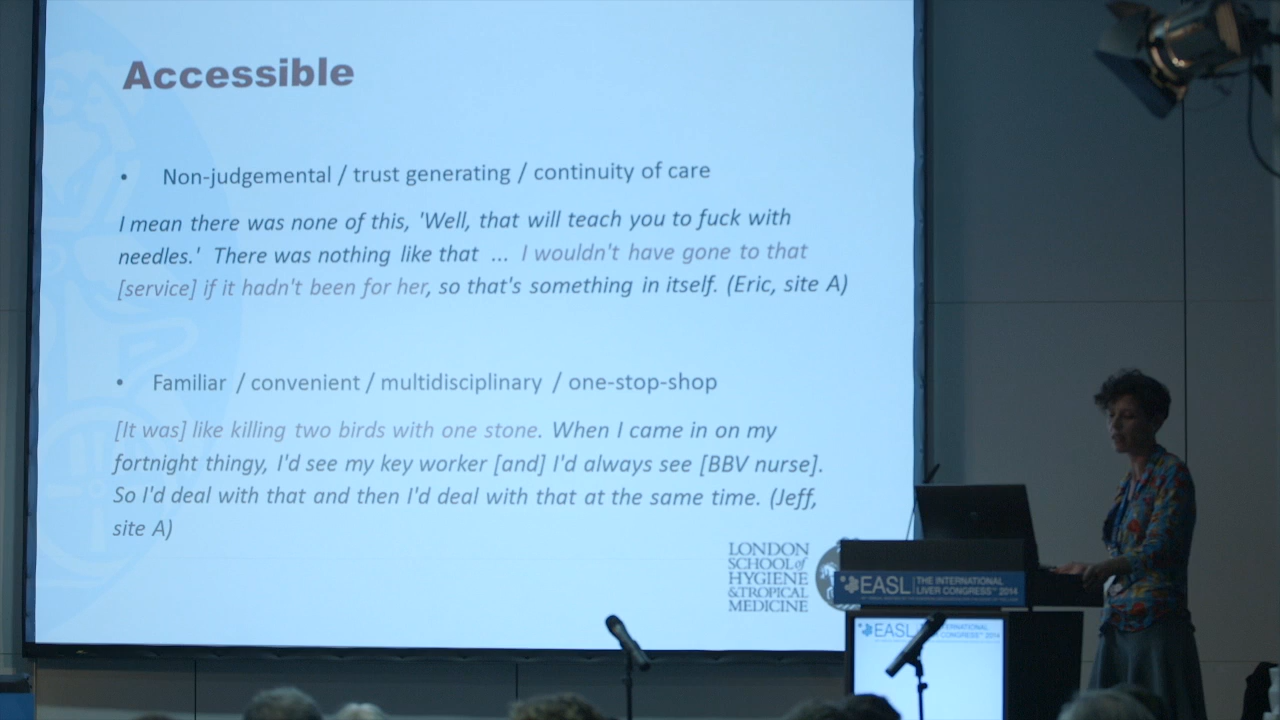 Accessible
• Non-judgemental / trust generating / continuity of care
I mean there was none of this, 'Well, that will teach you to fuck with
needles.' There was nothing like that ... I wouldn't have gone to that
[service] if it hadn't been for her, so that's something in itself. (Eric, site A)
• Familiar / convenient / multidisciplinary / one-stop-shop
[It was] like killing two birds with one stone. When I came in on my
fortnight thingy, I'd see my key worker [and] I'd always see [BBV nurse].
So I'd deal with that and then I'd deal with that at the same time. (Jeff,
site A)
LONDON
SCHOOL of
HYGIENE
& TROPICAL
MEDICINE
EASL THE INTERNATIONAL
LIVER CONGRESS™ 2014
EASL THE INTERNATIONAL
LIVER CONGRESS™ 2014